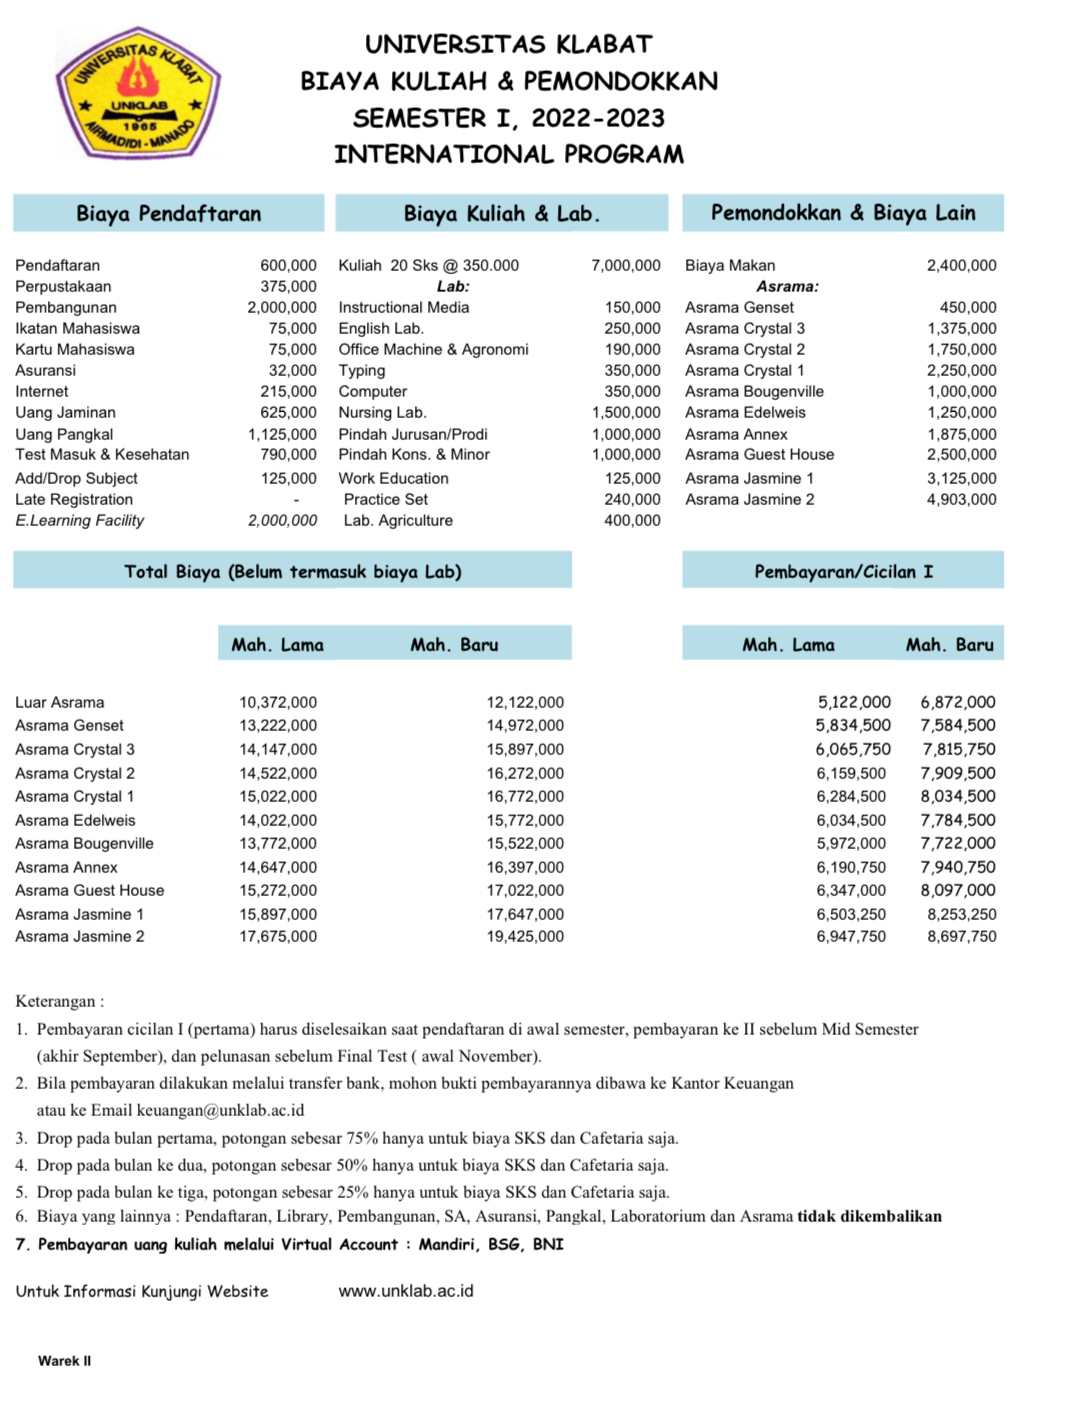 UNIVERSITAS KLABAT
UNKLAB
1965
AIRMADIDI - MANADO
UNIVERSITAS KLABAT
BIAYA KULIAH & PEMONDOKKAN
SEMESTER I, 2022-2023
INTERNATIONAL PROGRAM
Biaya Pendaftaran Biaya Kuliah & Lab. Pemondokkan & Biaya Lain
Pendaftaran 600,000 Kuliah 20 Sks @ 350.000 7,000,000 Biaya Makan 2,400,000
Perpustakaan 375,000 Lab: Asrama:
Pembangunan 2,000,000 Instructional Media 150,000 Asrama Genset 450,000
Ikatan Mahasiswa 75,000 English Lab. 250,000 Asrama Crystal 3 1,375,000
Kartu Mahasiswa 75,000 Office Machine & Agronomi 190,000 Asrama Crystal 2 1,750,000
Asuransi 32,000 Typing 350,000 Asrama Crystal 1 2,250,000
Internet 215,000 Computer 350,000 Asrama Bougenville 1,000,000
Uang Jaminan 625,000 Nursing Lab. 1,500,000 Asrama Edelweis 1,250,000
Uang Pangkal 1,125,000 Pindah Jurusan/Prodi 1,000,000 Asrama Annex 1,875,000
Test Masuk & Kesehatan 790,000 Pindah Kons. & Minor 1,000,000 Asrama Guest House 2,500,000
Add/Drop Subject 125,000 Work Education 125,000 Asrama Jasmine 1 3,125,000
Late Registration - Practice Set 240,000 Asrama Jasmine 2 4,903,000
E.Learning Facility 2,000,000 Lab. Agriculture 400,000
Total Biaya (Belum termasuk biaya Lab) Pembayaran/Cicilan I
Mah. Lama Mah. Baru Mah. Lama Mah. Baru
Luar Asrama 10,372,000 12,122,000 5,122,000 6,872,000
Asrama Genset 13,222,000 14,972,000 5,834,500 7,584,500
Asrama Crystal 3 14,147,000 15,897,000 6,065,750 7,815,750
Asrama Crystal 2 14,522,000 16,272,000 6,159,500 7,909,500
Asrama Crystal 1 15,022,000 16,772,000 6,284,500 8,034,500
Asrama Edelweis 14,022,000 15,772,000 6,034,500 7,784,500
Asrama Bougenville 13,772,000 15,522,000 5,972,000 7,722,000
Asrama Annex 14,647,000 16,397,000 6,190,750 7,940,750
Asrama Guest House 15,272,000 17,022,000 6,347,000 8,097,000
Asrama Jasmine 1 15,897,000 17,647,000 6,503,250 8,253,250
Asrama Jasmine 2 17,675,000 19,425,000 6,947,750 8,697,750
Keterangan :
1. Pembayaran cicilan I (pertama) harus diselesaikan saat pendaftaran di awal semester, pembayaran ke II sebelum Mid Semester
(akhir September), dan pelunasan sebelum Final Test ( awal November).
2. Bila pembayaran dilakukan melalui transfer bank, mohon bukti pembayarannya dibawa ke Kantor Keuangan
atau ke Email keuangan@unklab.ac.id
3. Drop pada bulan pertama, potongan sebesar 75% hanya untuk biaya SKS dan Cafetaria saja.
4. Drop pada bulan ke dua, potongan sebesar 50% hanya untuk biaya SKS dan Cafetaria saja.
5. Drop pada bulan ke tiga, potongan sebesar 25% hanya untuk biaya SKS dan Cafetaria saja.
6. Biaya yang lainnya : Pendaftaran, Library, Pembangunan, SA, Asuransi, Pangkal, Laboratorium dan Asrama tidak dikembalikan
7. Pembayaran uang kuliah melalui Virtual Account : Mandiri, BSG, BNI
Untuk Informasi Kunjungi Website www.unklab.ac.id
Warek II